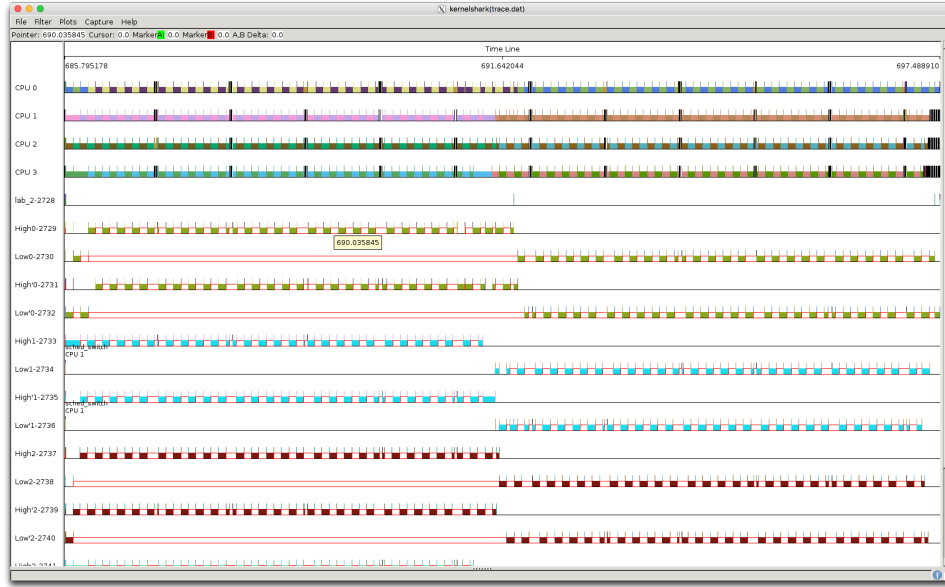 kernelshark(trace.dat)
File Filter Plots Capture Help
Pointer: 690.035845 Cursor: 0.0 MarkerA: 0.0 MarkerB: 0.0 A,B Delta: 0.0
Time Line
685.795178 691.642044 697.488910
CPU 0
CPU 1
CPU 2
CPU 3
lab_2-2728
High0-2729
690.035845
Low0-2730
High'0-2731
Low'0-2732
High1-2733
sched_switch
CPU 1
Low1-2734
High'1-2735
sched_switch
CPU 1
Low'1-2736
High2-2737
Low2-2738
High'2-2739
Low'2-2740
High3-2741